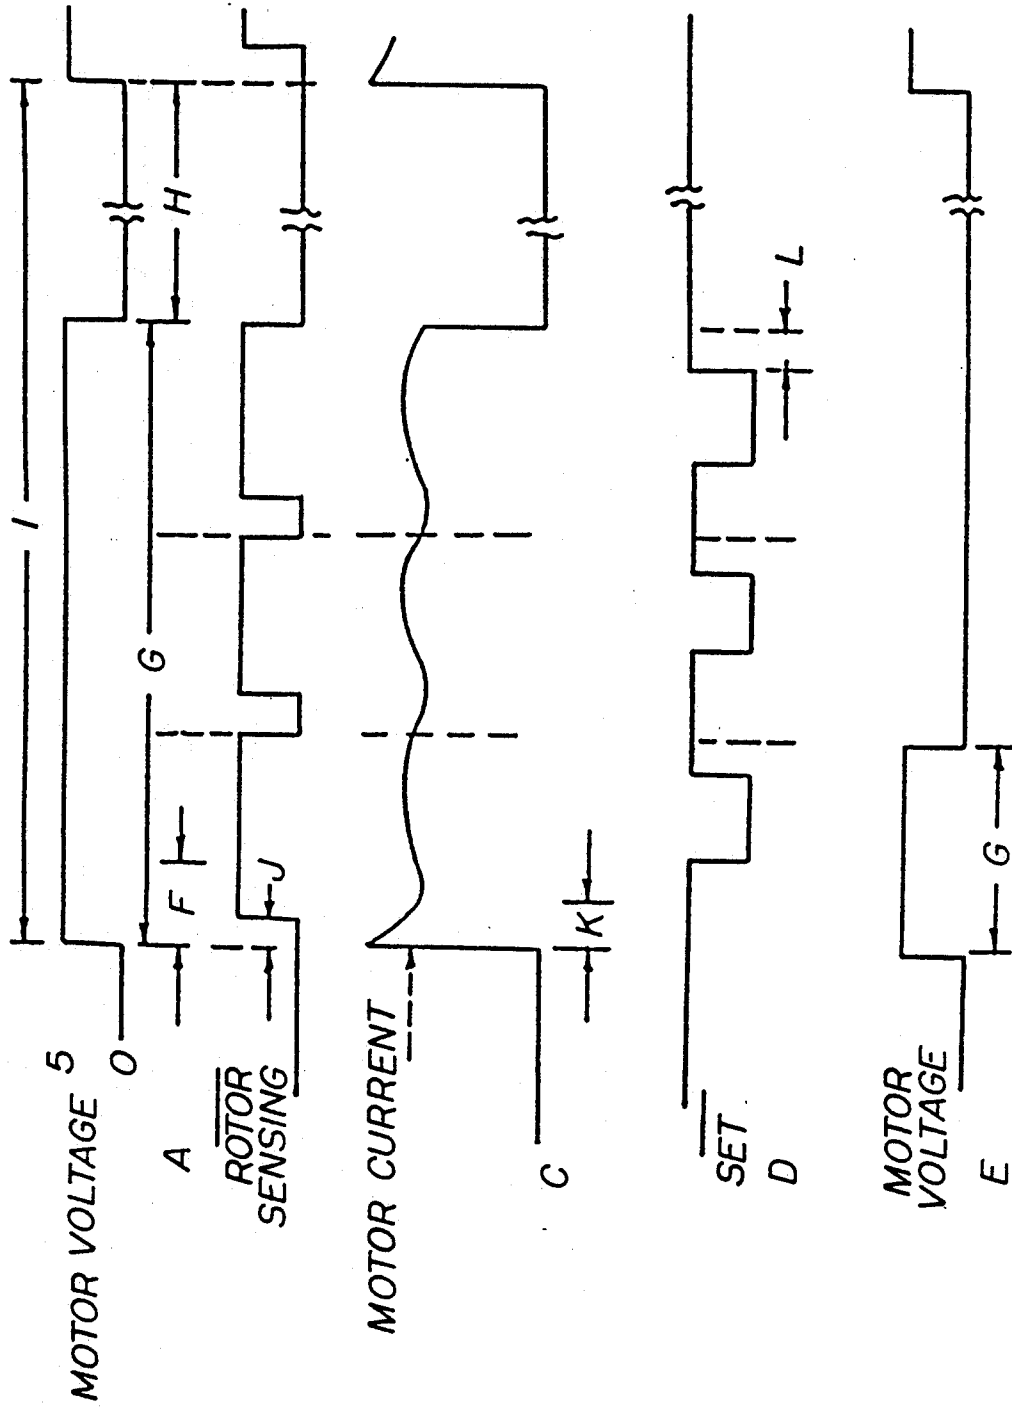 I
MOTOR VOLTAGE 5
0
G
H
A
F
ROTOR
SENSING
J
MOTOR CURRENT
C
K
SET
D
L
MOTOR
VOLTAGE
E
G